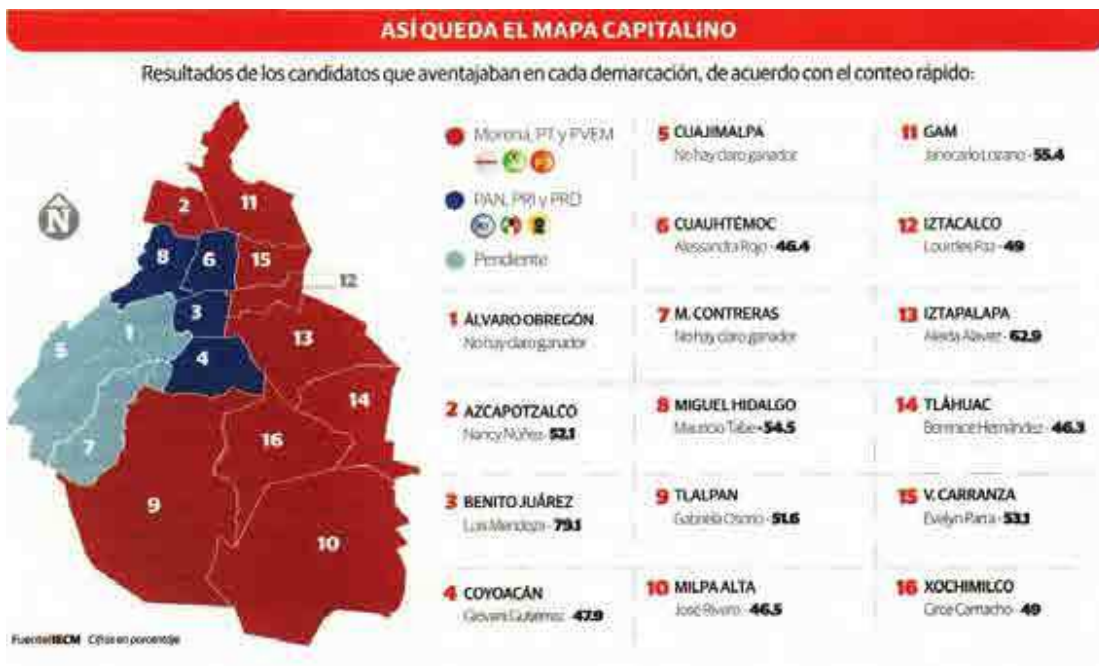 ASÍ QUEDA EL MAPA CAPITALINO
Resultados de los candidatos que aventajaban en cada demarcación, de acuerdo con el conteo rápido:
N
2
11
8
6
15
12
3
1
5
4
13
14
7
16
9
10
Morena, PT y PVEM
PAN, PRI y PRD
Pendiente
1 ÁLVARO OBREGÓN
No hay claro ganador
2 AZCAPOTZALCO
Nancy Núñez - 52.1
3 BENITO JUÁREZ
Luis Mendoza - 79.1
4 COYOACÁN
Giovani Gutiérrez - 47.9
5 CUAJIMALPA
No hay claro ganador
6 CUAUHTÉMOC
Alessandra Rojo - 46.4
7 M. CONTRERAS
No hay claro ganador
8 MIGUEL HIDALGO
Mauricio Tabe - 54.5
9 TLALPAN
Gabriela Osorio - 51.6
10 MILPA ALTA
José Rivero - 46.5
11 GAM
Janecarlo Lozano - 55.4
12 IZTACALCO
Lourdes Paz - 49
13 IZTAPALAPA
Aleida Alavez - 62.9
14 TLÁHUAC
Berenice Hernández - 46.3
15 V. CARRANZA
Evelyn Parra - 53.1
16 XOCHIMILCO
Circe Camacho - 49
Fuente IECM Cifras en porcentaje